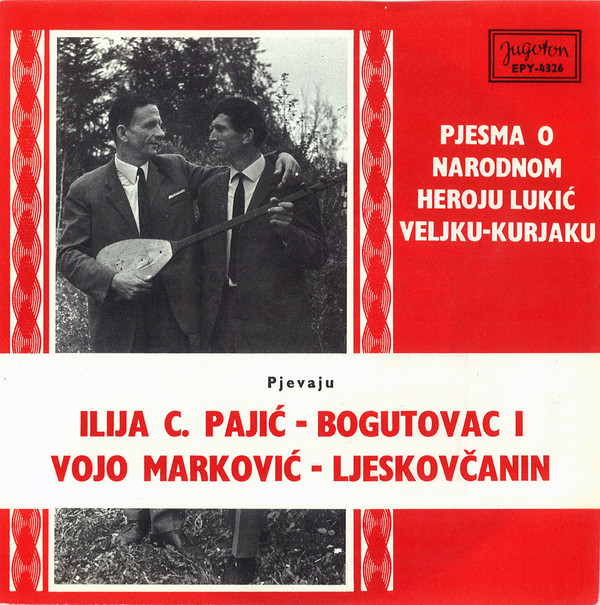 Jugoton
EPY-4326
PJESMA O
NARODNOM
HEROJU LUKIĆ
VELJKU-KURJAKU
Pjevaju
ILIJA C. PAJIĆ - BOGUTOVAC I
VOJO MARKOVIĆ - LJESKOVČANIN